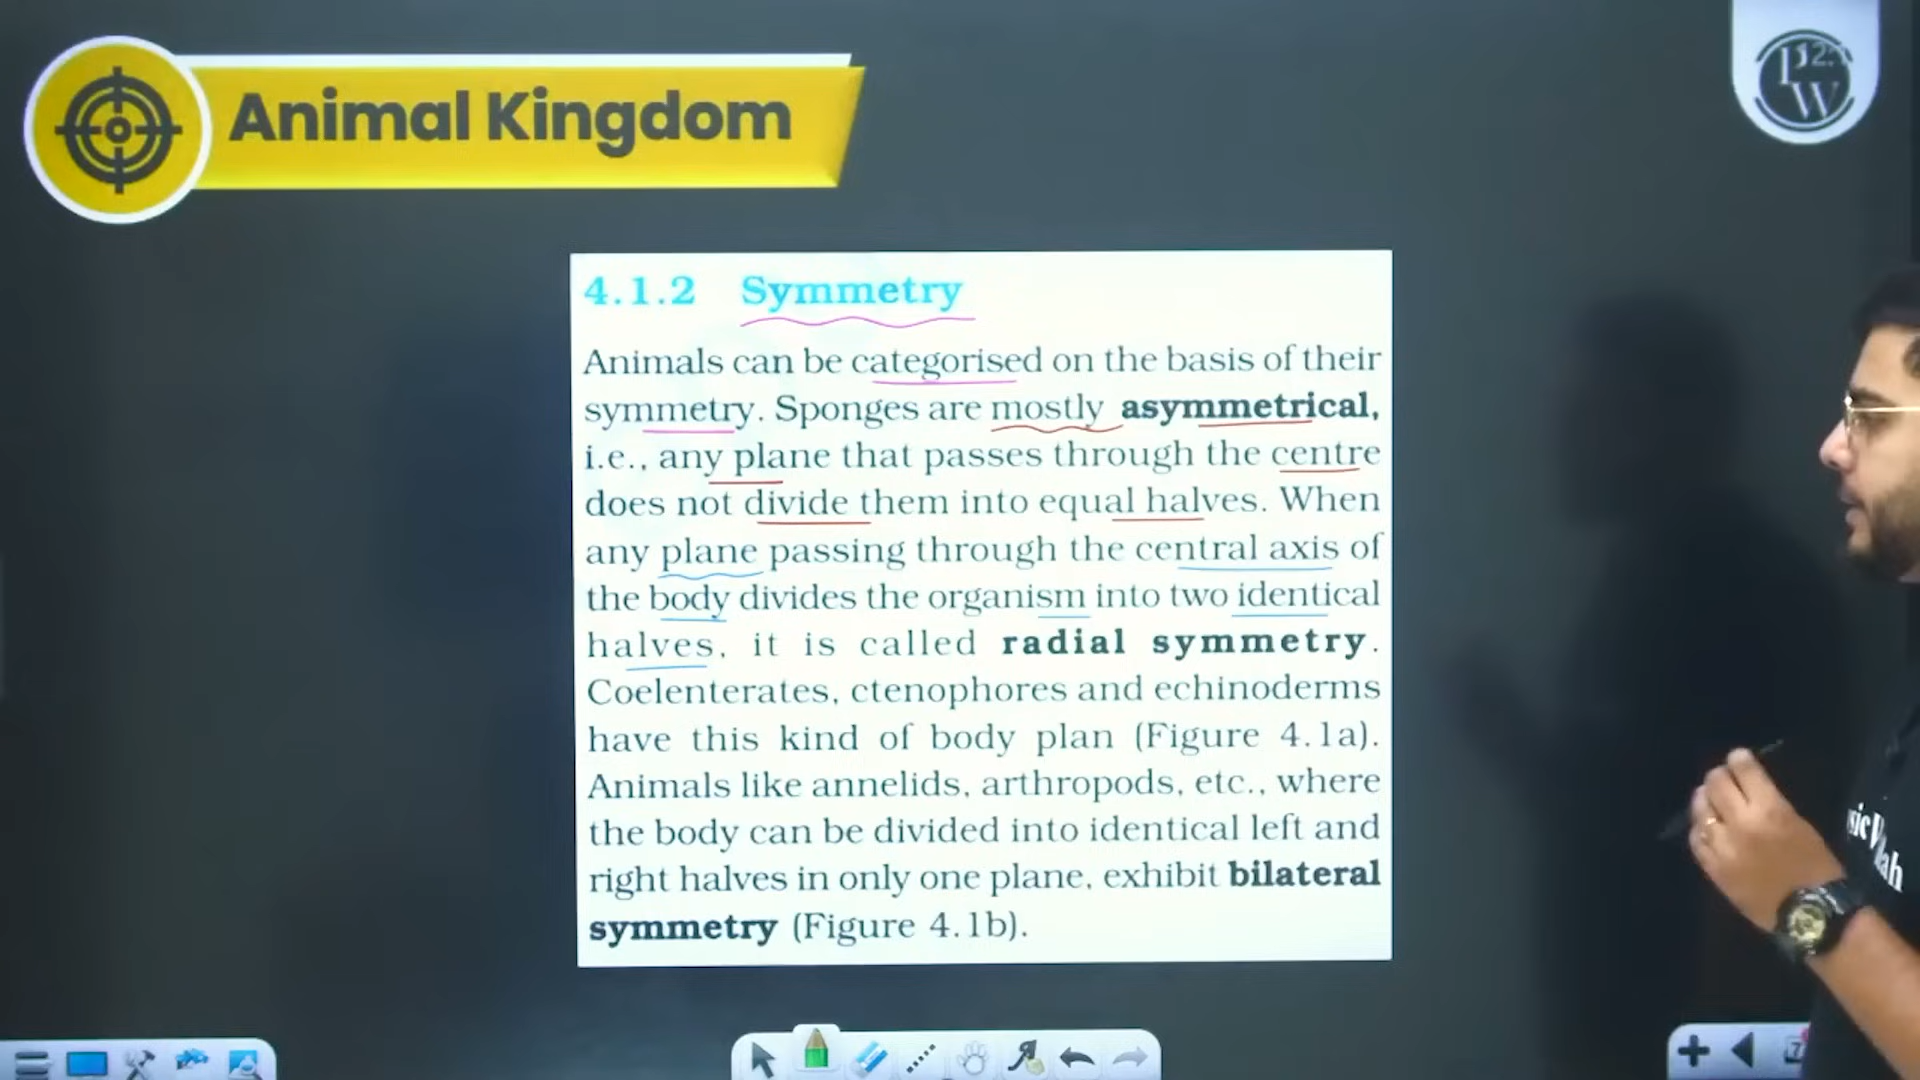 Animal Kingdom
PW
4.1.2 Symmetry
Animals can be categorised on the basis of their
symmetry. Sponges are mostly asymmetrical,
i.e., any plane that passes through the centre
does not divide them into equal halves. When
any plane passing through the central axis of
the body divides the organism into two identical
halves, it is called radial symmetry.
Coelenterates, ctenophores and echinoderms
have this kind of body plan (Figure 4.1a).
Animals like annelids, arthropods, etc., where
the body can be divided into identical left and
right halves in only one plane, exhibit bilateral
symmetry (Figure 4.1b).